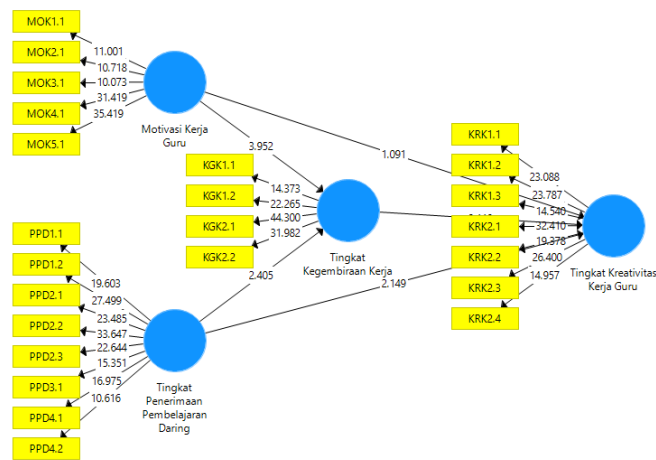 MOK1.1
MOK2.1
MOK3.1
MOK4.1
MOK5.1
11.001
10.718
10.073
31.419
35.419
Motivasi Kerja
Guru
3.952
1.091
KGK1.1
KGK1.2
KGK2.1
KGK2.2
14.373
22.265
44.300
31.982
Tingkat
Kegembiraan Kerja
2.405
2.149
KRK1.1
KRK1.2
KRK1.3
KRK2.1
KRK2.2
KRK2.3
KRK2.4
23.088
23.787
14.540
32.410
19.378
26.400
14.957
Tingkat Kreativitas
Kerja Guru
PPD1.1
PPD1.2
PPD2.1
PPD2.2
PPD2.3
PPD3.1
PPD4.1
PPD4.2
19.603
27.499
23.485
33.647
22.644
15.351
16.975
10.616
Tingkat
Penerimaan
Pembelajaran
Daring